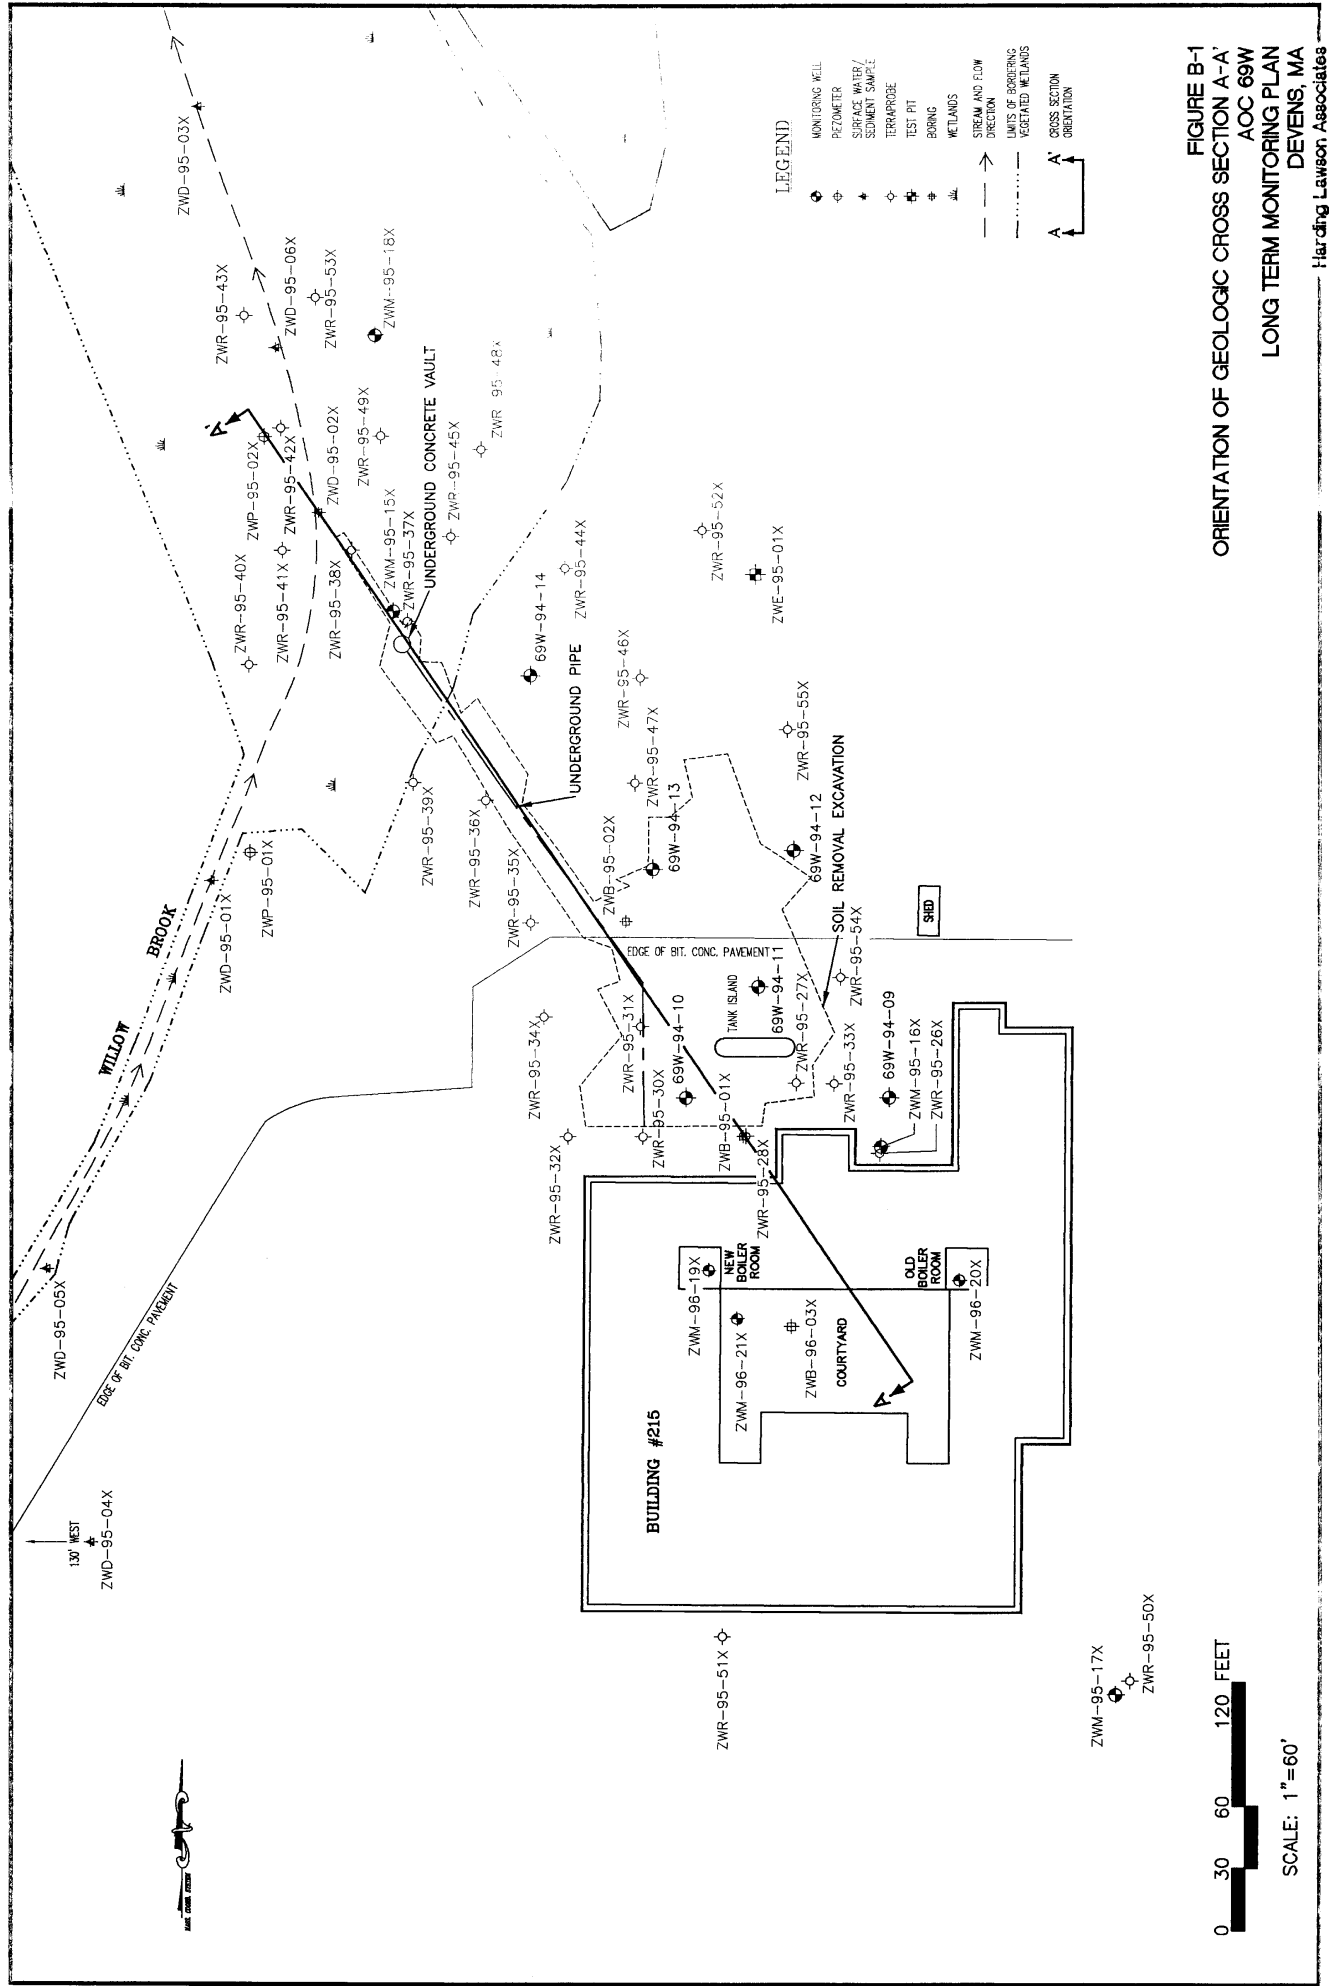 WILLOW
BROOK
130' WEST
ZWD-95-04X
ZWD-95-05X
EDGE OF BIT. CONC. PAVEMENT
ZWD-95-01X
ZWP-95-01X
ZWR-95-40X
ZWR-95-41X
ZWR-95-38X
ZWP-95-02X
ZWR-95-42X
ZWD-95-02X
A'
ZWR-95-43X
ZWD-95-06X
ZWR-95-53X
ZWD-95-03X
ZWM-95-18X
ZWR-95-49X
ZWM-95-15X
ZWR-95-37X
UNDERGROUND CONCRETE VAULT
ZWR-95-45X
ZWR 95-48X
ZWR-95-39X
ZWR-95-36X
ZWR-95-35X
UNDERGROUND PIPE
69W-94-14
ZWR-95-44X
ZWR-95-46X
ZWR-95-47X
ZWR-95-52X
ZWE-95-01X
ZWR-95-55X
ZWB-95-02X
69W-94-13
69W-94-12
SOIL REMOVAL EXCAVATION
EDGE OF BIT. CONC. PAVEMENT
TANK ISLAND
69W-94-11
ZWR-95-27X
ZWR-95-54X
SHED
ZWR-95-34X
ZWR-95-31X
69W-94-10
ZWR-95-32X
ZWR-95-30X
ZWB-95-01X
ZWR-95-28X
ZWR-95-33X
69W-94-09
ZWM-95-16X
ZWR-95-26X
NEW
BOILER
ROOM
ZWM-96-19X
OLD
BOILER
ROOM
ZWM-96-20X
ZWM-96-21X
ZWB-96-03X
COURTYARD
A
BUILDING #215
ZWR-95-51X
ZWM-95-17X
ZWR-95-50X
LEGEND
MONITORING WELL
PIEZOMETER
SURFACE WATER/
SEDIMENT SAMPLE
TERRAPROBE
TEST PIT
BORING
WETLANDS
STREAM AND FLOW
DIRECTION
LIMITS OF BORDERING
VEGETATED WETLANDS
A A' CROSS SECTION
ORIENTATION
0 30 60 120 FEET
SCALE: 1"=60'
FIGURE B-1
ORIENTATION OF GEOLOGIC CROSS SECTION A-A'
AOC 69W
LONG TERM MONITORING PLAN
DEVENS, MA
Harding Lawson Associates